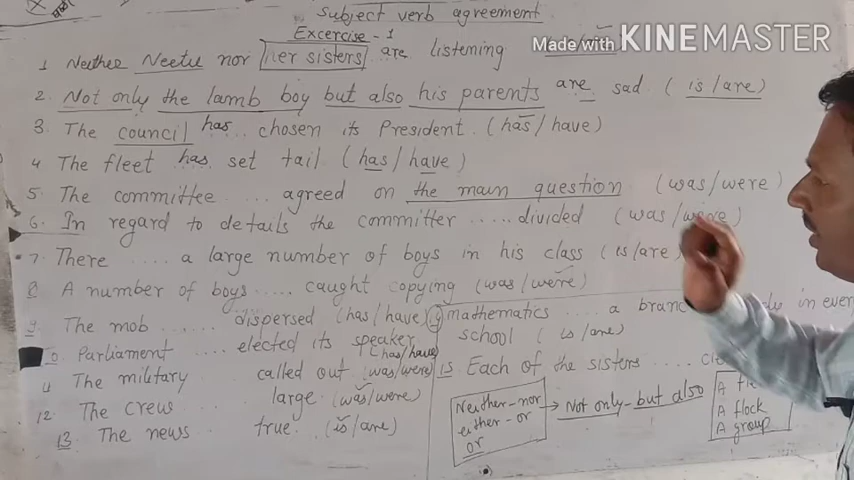 Subject verb agreement
Excercise - 1
Made with KINEMASTER
1 Neither Neetu nor her sisters are listening
2. Not only the lamb boy but also his parents are sad. (is/are)
3. The council has chosen its President. (has/have)
4 The fleet has set tail (has/have)
5. The committee .... agreed on the main question (was/were)
6. In regard to details the committer ..... divided (was/were)
7. There .... a large number of boys in his class (is/are)
8 A number of boys .... caught copying (was/were)
9. The mob ...... dispersed (has/have)
Parliament .... elected its speaker (has/have)
11 The military called out (was/were)
12. The crew ..... large (was/were)
13 The news true. (is/are)
14 mathematics .... a in ever
school (is/are)
15 Each of the sisters ....
Neither-nor
either-or
or
→ Not only - but also
A
A flock
A group